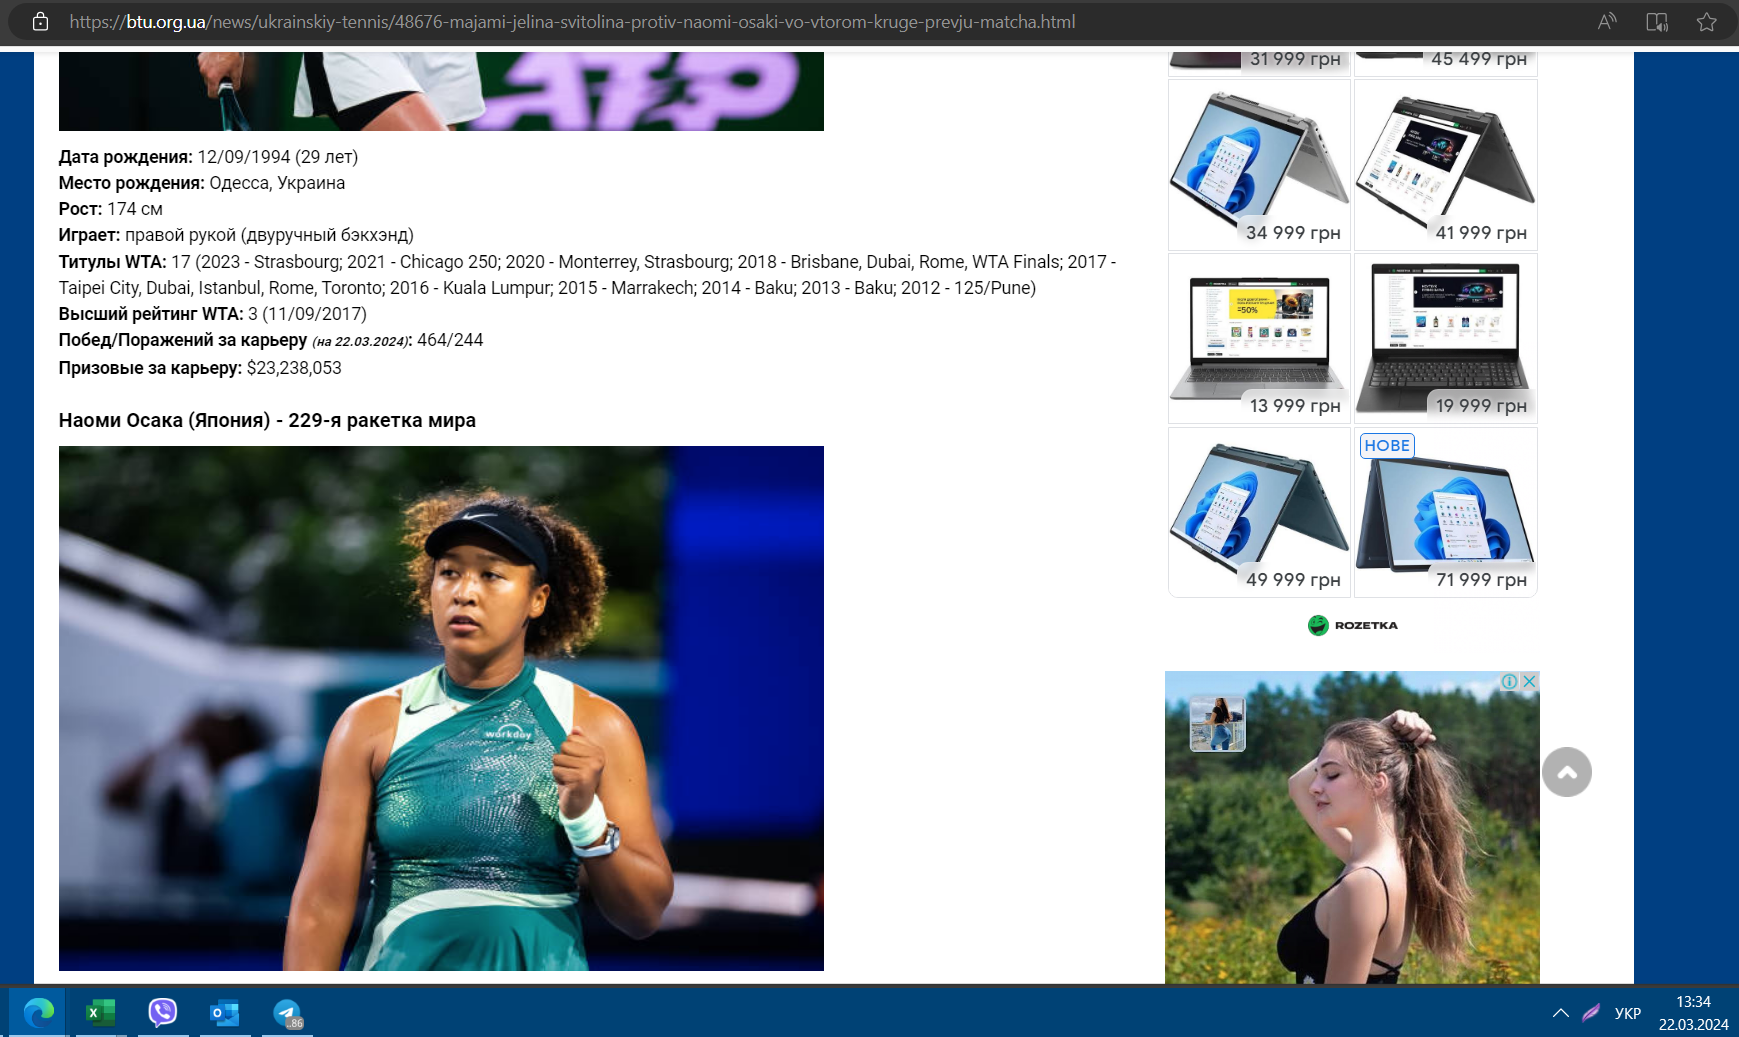 https://btu.org.ua/news/ukrainskiy-tennis/48676-majami-jelina-svitolina-protiv-naomi-osaki-vo-vtorom-kruge-prevju-matcha.html
ATP
Дата рождения: 12/09/1994 (29 лет)
Место рождения: Одесса, Украина
Рост: 174 см
Играет: правой рукой (двуручный бэкхэнд)
Титулы WTA: 17 (2023 - Strasbourg; 2021 - Chicago 250; 2020 - Monterrey, Strasbourg; 2018 - Brisbane, Dubai, Rome, WTA Finals; 2017 -
Taipei City, Dubai, Istanbul, Rome, Toronto; 2016 - Kuala Lumpur; 2015 - Marrakech; 2014 - Baku; 2013 - Baku; 2012 - 125/Pune)
Высший рейтинг WTA: 3 (11/09/2017)
Побед/Поражений за карьеру (на 22.03.2024): 464/244
Призовые за карьеру: $23,238,053
Наоми Осака (Япония) - 229-я ракетка мира
workday
31 999 грн
45 499 грн
34 999 грн
41 999 грн
13 999 грн
19 999 грн
НОВЕ
49 999 грн
71 999 грн
ROZETKA
..86
УКР
13:34
22.03.2024